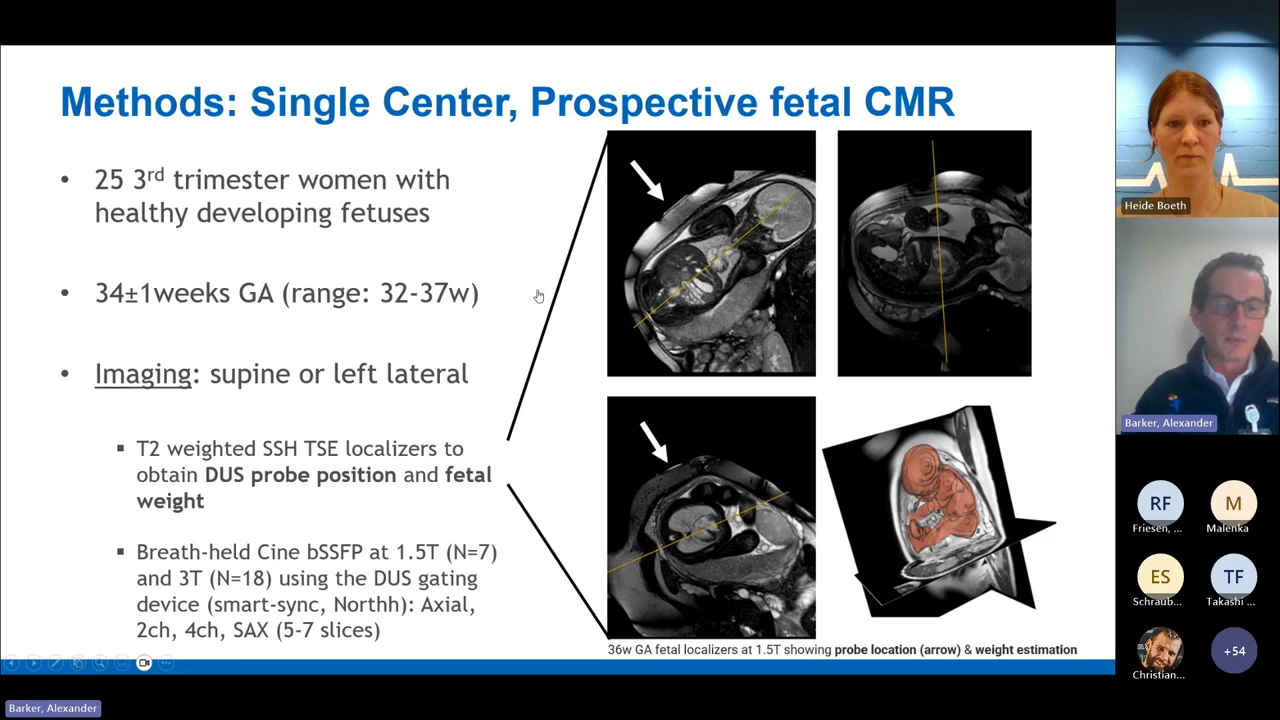 Methods: Single Center, Prospective fetal CMR
• 25 3rd trimester women with
healthy developing fetuses
• 34±1weeks GA (range: 32-37w)
• Imaging: supine or left lateral
▪ T2 weighted SSH TSE localizers to
obtain DUS probe position and fetal
weight
▪ Breath-held Cine bSSFP at 1.5T (N=7)
and 3T (N=18) using the DUS gating
device (smart-sync, Northh): Axial,
2ch, 4ch, SAX (5-7 slices)
36w GA fetal localizers at 1.5T showing probe location (arrow) & weight estimation
Heide Boeth
Barker, Alexander
RF
Friesen, ...
M
Malenka
ES
Schraub...
TF
Takashi ...
Christian...
+54
Barker, Alexander